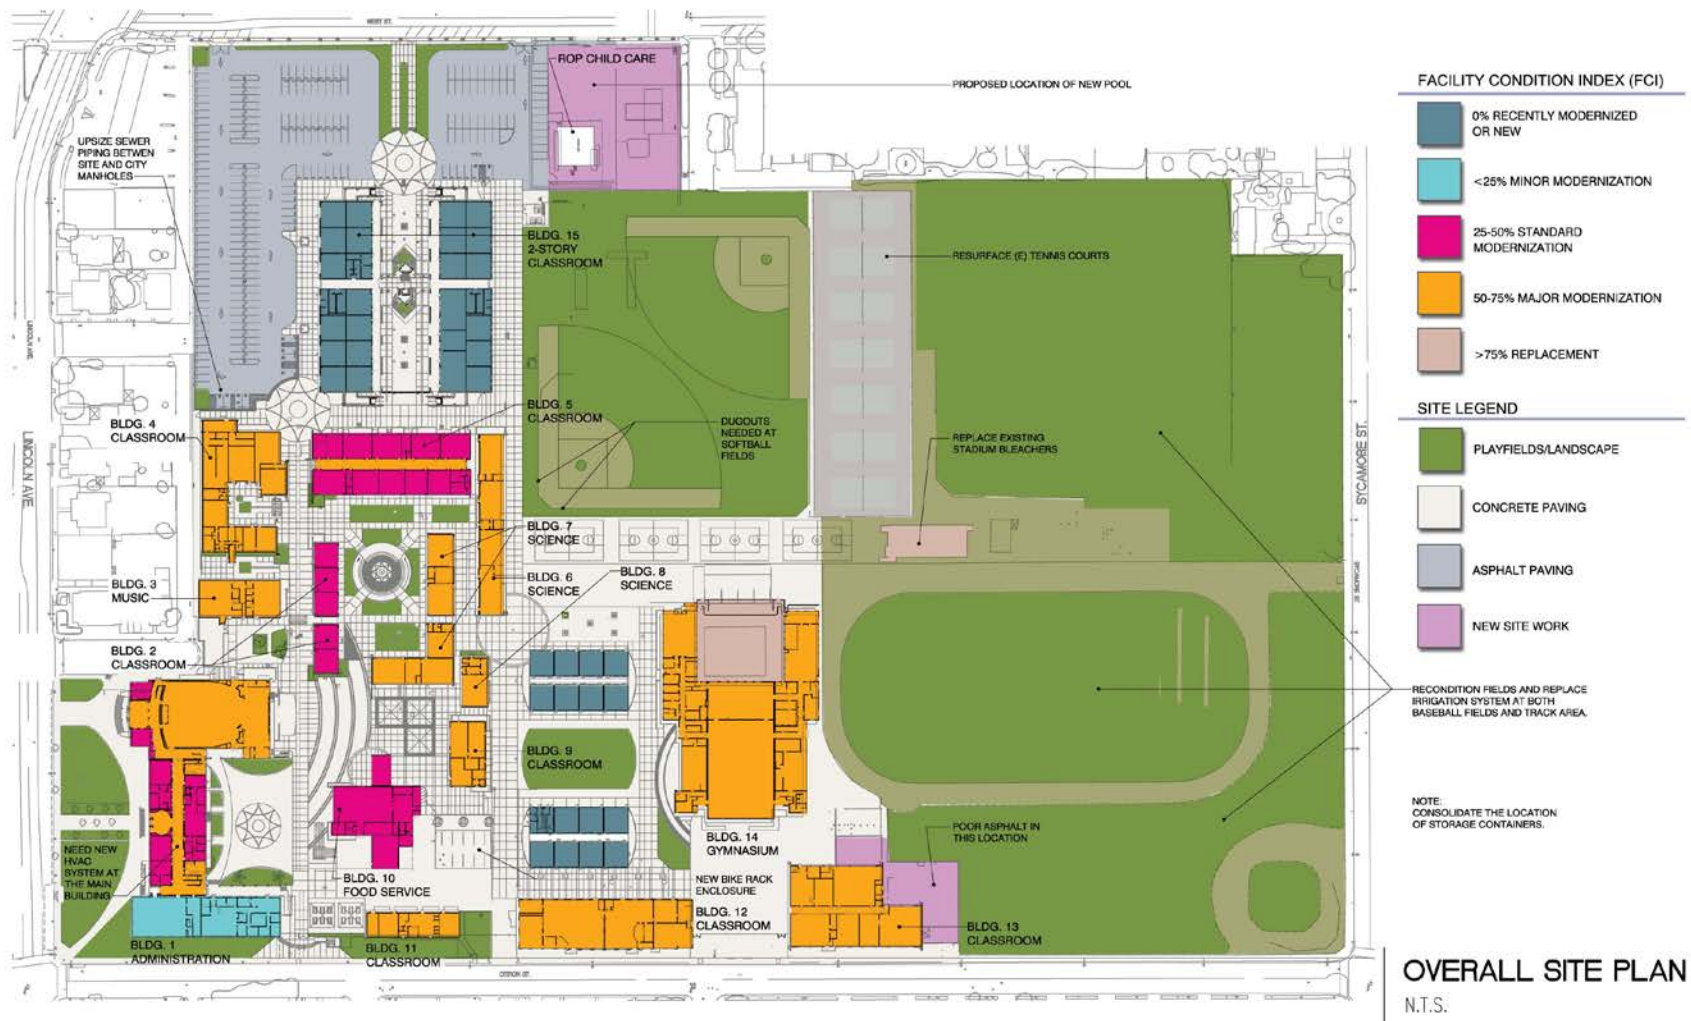 WEST ST.
ROP CHILD CARE
PROPOSED LOCATION OF NEW POOL
UPSIZE SEWER
PIPING BETWEN
SITE AND CITY
MANHOLES
BLDG. 15
2-STORY
CLASSROOM
RESURFACE (E) TENNIS COURTS
LINCOLN AVE.
BLDG. 5
CLASSROOM
BLDG. 4
CLASSROOM
DUGOUTS
NEEDED AT
SOFTBALL
FIELDS
REPLACE EXISTING
STADIUM BLEACHERS
LINCOLN AVE
SYCAMORE ST.
BLDG. 7
SCIENCE
BLDG. 6
SCIENCE
BLDG. 8
SCIENCE
BLDG. 3
MUSIC
BLDG. 2
CLASSROOM
BLDG. 9
CLASSROOM
BLDG. 14
GYMNASIUM
POOR ASPHALT IN
THIS LOCATION
NEED NEW
HVAC
SYSTEM AT
THE MAIN
BUILDING
BLDG. 10
FOOD SERVICE
NEW BIKE RACK
ENCLOSURE
BLDG. 12
CLASSROOM
BLDG. 13
CLASSROOM
BLDG. 1
ADMINISTRATION
BLDG. 11
CLASSROOM
CITRON ST.
FACILITY CONDITION INDEX (FCI)
0% RECENTLY MODERNIZED
OR NEW
<25% MINOR MODERNIZATION
25-50% STANDARD
MODERNIZATION
50-75% MAJOR MODERNIZATION
>75% REPLACEMENT
SITE LEGEND
PLAYFIELDS/LANDSCAPE
CONCRETE PAVING
ASPHALT PAVING
NEW SITE WORK
RECONDITION FIELDS AND REPLACE
IRRIGATION SYSTEM AT BOTH
BASEBALL FIELDS AND TRACK AREA.
NOTE:
CONSOLIDATE THE LOCATION
OF STORAGE CONTAINERS.
OVERALL SITE PLAN
N.T.S.